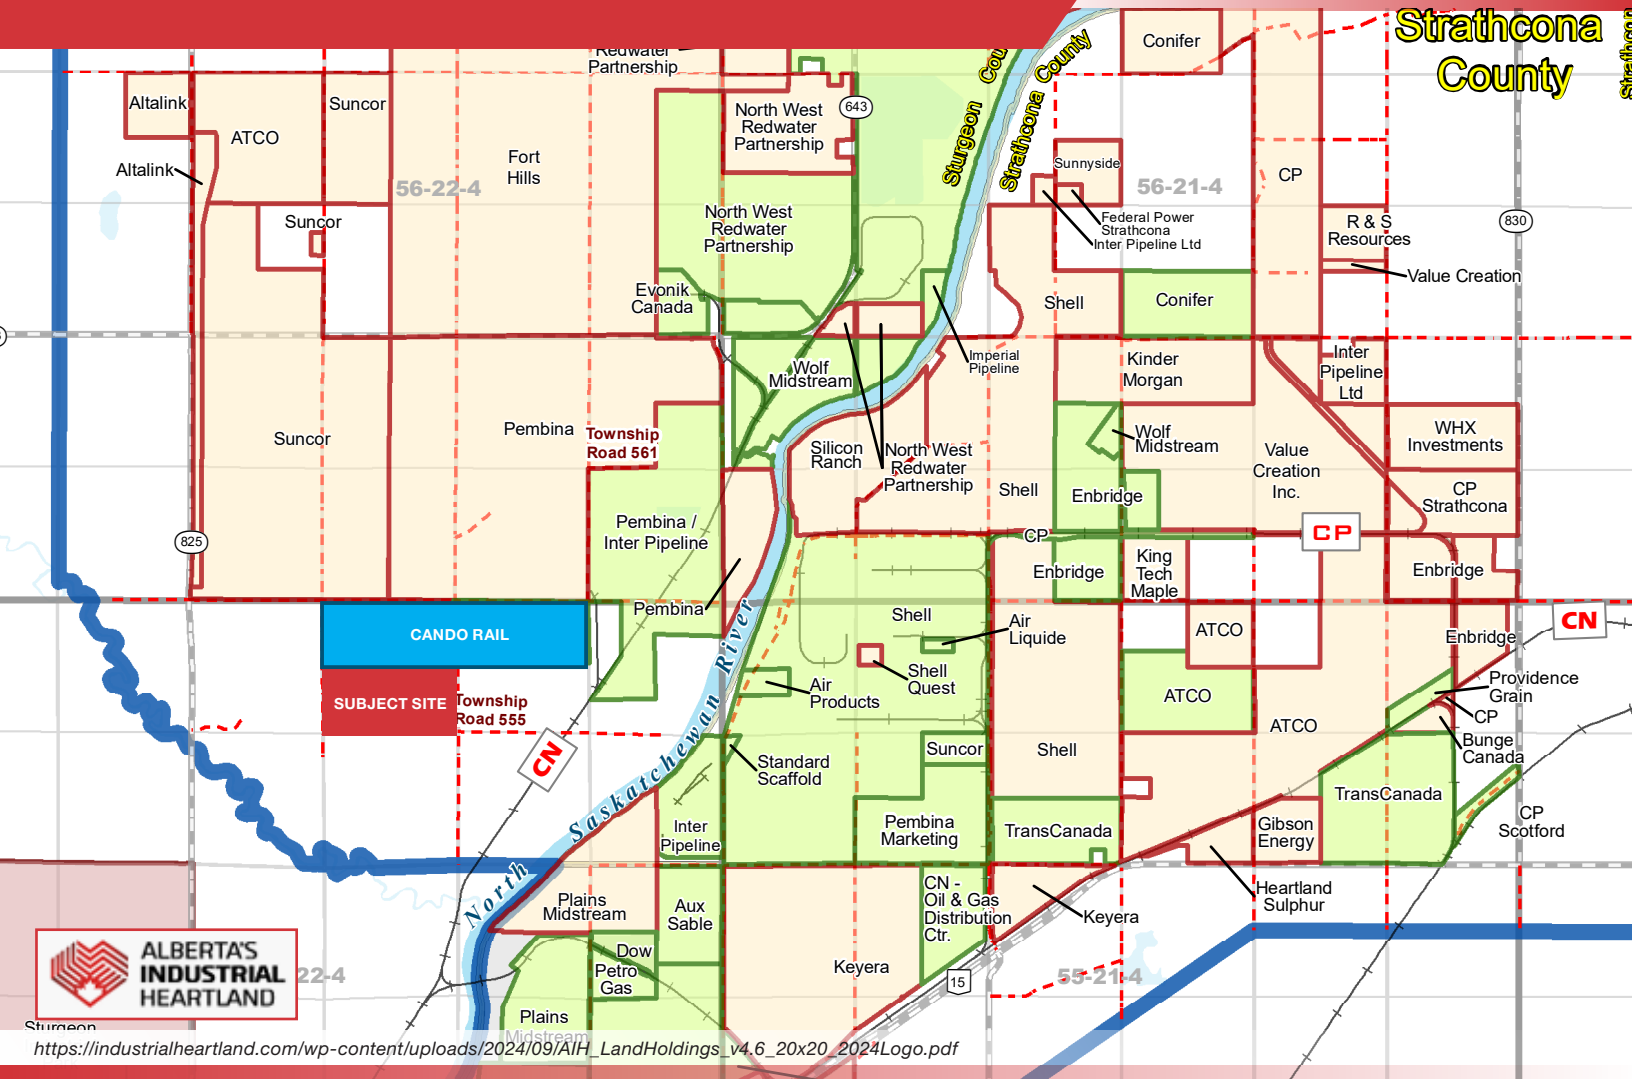 Strathcona
County
Strathcon
Sturgeon Cou
Strathcona County
Redwater
Partnership
Conifer
Altalink
ATCO
Suncor
Altalink
Suncor
Fort
Hills
56-22-4
North West
Redwater
Partnership
643
North West
Redwater
Partnership
Evonik
Canada
Sunnyside
56-21-4
Federal Power
Strathcona
Inter Pipeline Ltd
CP
830
R & S
Resources
Value Creation
Shell
Conifer
Imperial
Pipeline
Wolf
Midstream
Kinder
Morgan
Inter
Pipeline
Ltd
Suncor
Pembina
Township
Road 561
Silicon
Ranch
North West
Redwater
Partnership
Wolf
Midstream
Value
Creation
Inc.
WHX
Investments
Shell
Enbridge
CP
Strathcona
825
Pembina /
Inter Pipeline
CP
CP
Enbridge
King
Tech
Maple
Enbridge
Pembina
CANDO RAIL
Shell
Air
Liquide
ATCO
Enbridge
CN
SUBJECT SITE
Township
Road 555
Air
Products
Shell
Quest
ATCO
ATCO
Providence
Grain
CP
Bunge
Canada
CN
Standard
Scaffold
Suncor
Shell
TransCanada
North Saskatchewan River
Inter
Pipeline
Pembina
Marketing
TransCanada
Gibson
Energy
CP
Scotford
Plains
Midstream
Aux
Sable
CN -
Oil & Gas
Distribution
Ctr.
Keyera
Heartland
Sulphur
Dow
Petro
Gas
Keyera
15
55-21-4
22-4
ALBERTA'S
INDUSTRIAL
HEARTLAND
Sturgeon
Plains
Midstream
https://industrialheartland.com/wp-content/uploads/2024/09/AIH_LandHoldings_v4.6_20x20_2024Logo.pdf